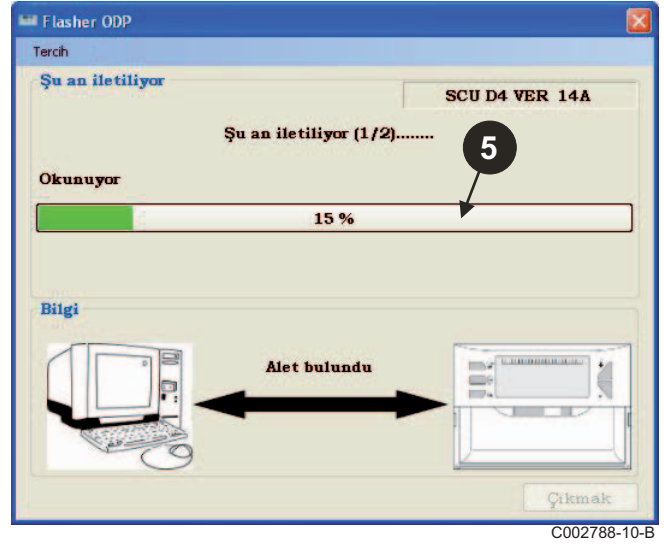 Flasher ODP
Tercih
Şu an iletiliyor
SCU D4 VER 14A
Şu an iletiliyor (1/2)........
5
Okunuyor
15 %
Bilgi
Alet bulundu
Çıkmak
C002788-10-B